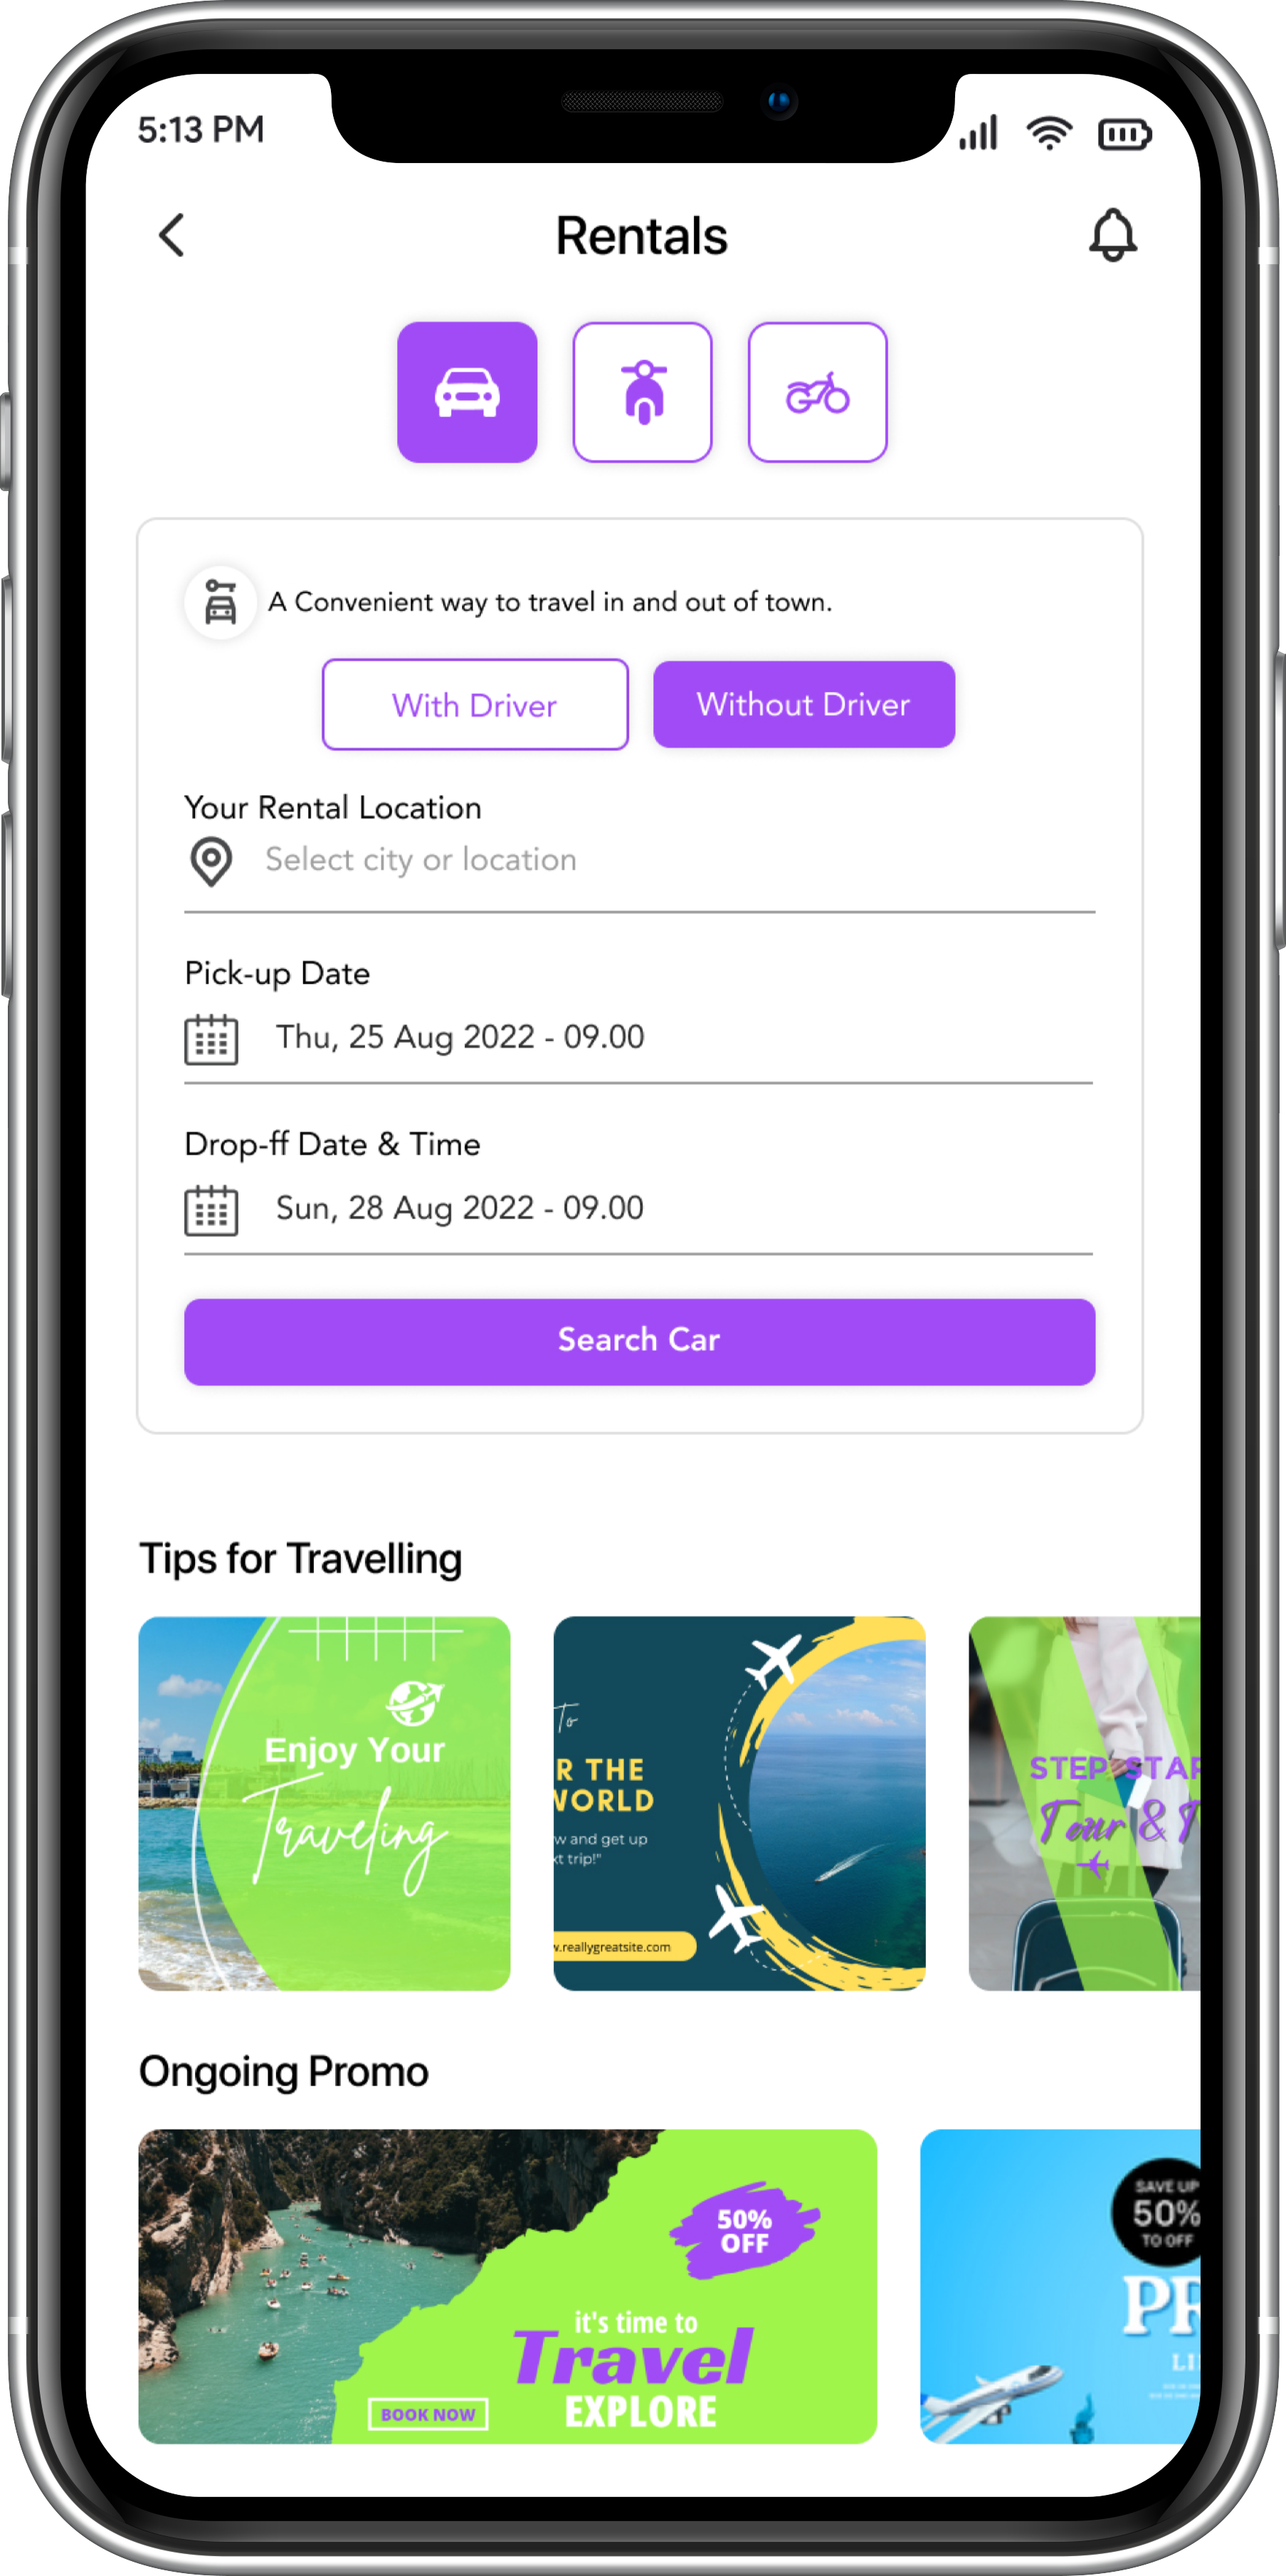 5:13 PM
Rentals
A Convenient way to travel in and out of town.
With Driver
Without Driver
Your Rental Location
Select city or location
Pick-up Date
Thu, 25 Aug 2022 - 09.00
Drop-ff Date & Time
Sun, 28 Aug 2022 - 09.00
Search Car
Tips for Travelling
Enjoy Your
Traveling
To
R THE
WORLD
w and get up
xt trip!"
w.reallygreatsite.com
STEP STAR
Tour &
Ongoing Promo
50%
OFF
it's time to
Travel
EXPLORE
BOOK NOW
SAVE UP
50%
TO OFF
PR
LI